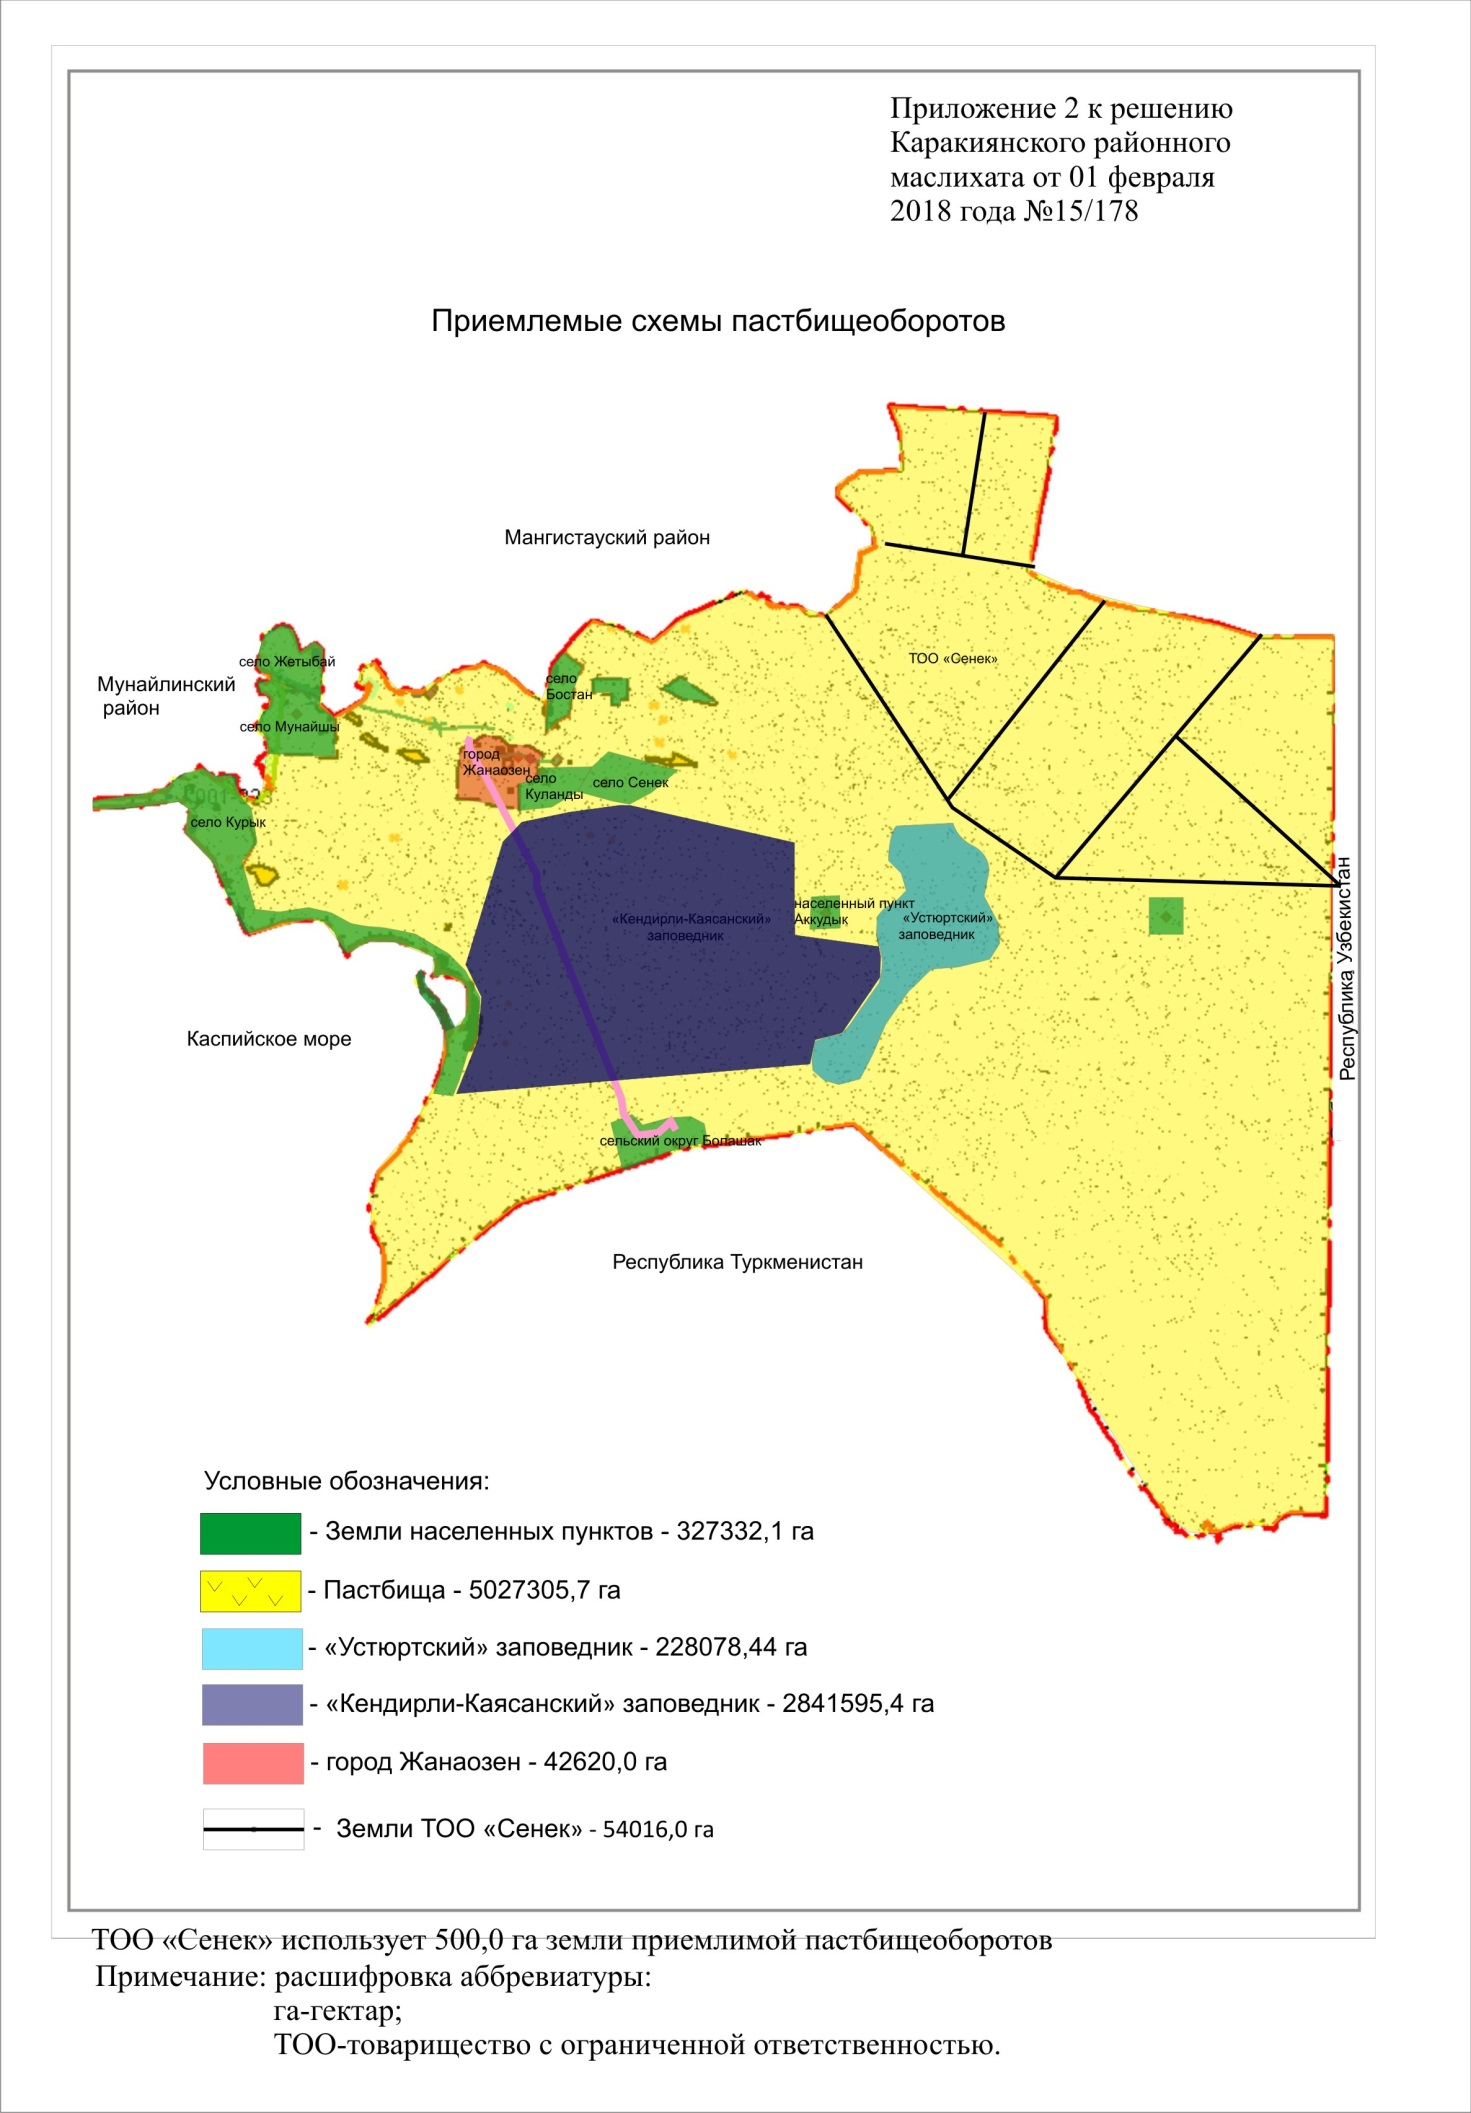 Приложение 2 к решению
Каракиянского районного
маслихата от 01 февраля
2018 года №15/178
Приемлемые схемы пастбищеоборотов
Мангистауский район
ТОО «Сенек»
село Жетыбай
Мунайлинский
район
село
Бостан
село Мунайшы
город
Жанаозен
село
Куланды
село Сенек
село Курык
населенный пункт
Аккудык
«Кендирли-Каясанский»
заповедник
«Устюртский»
заповедник
Республика Узбекистан
Каспийское море
сельский округ Бопашак
Республика Туркменистан
Условные обозначения:
- Земли населенных пунктов - 327332,1 га
- Пастбища - 5027305,7 га
- «Устюртский» заповедник - 228078,44 га
- «Кендирли-Каясанский» заповедник - 2841595,4 га
- город Жанаозен - 42620,0 га
- Земли ТОО «Сенек» - 54016,0 га
ТОО «Сенек» использует 500,0 га земли приемлимой пастбищеоборотов
Примечание: расшифровка аббревиатуры:
га-гектар;
ТОО-товарищество с ограниченной ответственностью.